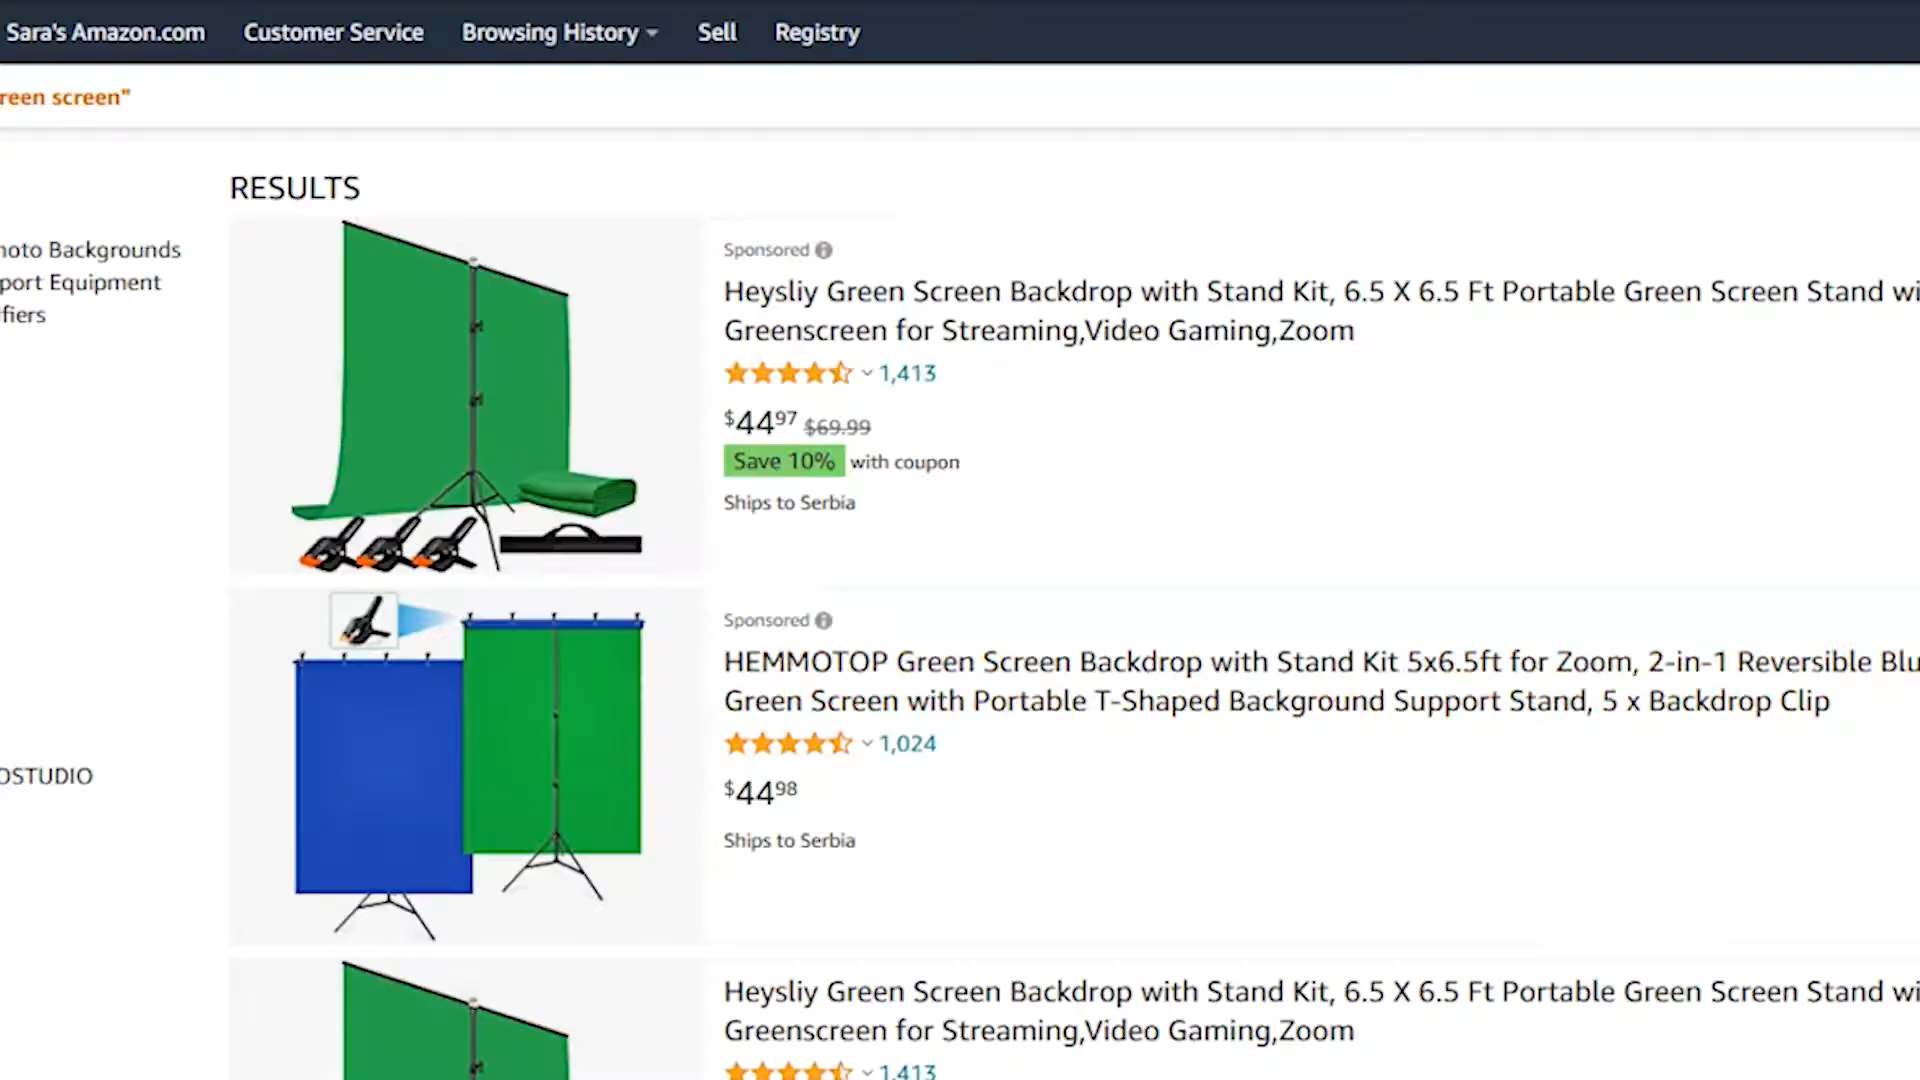 Sara's Amazon.com Customer Service Browsing History Sell Registry
reen screen"
RESULTS
hoto Backgrounds
port Equipment
fiers
OSTUDIO
Sponsored
Heysliy Green Screen Backdrop with Stand Kit, 6.5 X 6.5 Ft Portable Green Screen Stand wi
Greenscreen for Streaming,Video Gaming,Zoom
1,413
$4497 $69.99
Save 10% with coupon
Ships to Serbia
Sponsored
HEMMOTOP Green Screen Backdrop with Stand Kit 5x6.5ft for Zoom, 2-in-1 Reversible Blu
Green Screen with Portable T-Shaped Background Support Stand, 5 x Backdrop Clip
1,024
$4498
Ships to Serbia
Heysliy Green Screen Backdrop with Stand Kit, 6.5 X 6.5 Ft Portable Green Screen Stand wi
Greenscreen for Streaming,Video Gaming,Zoom
1,413